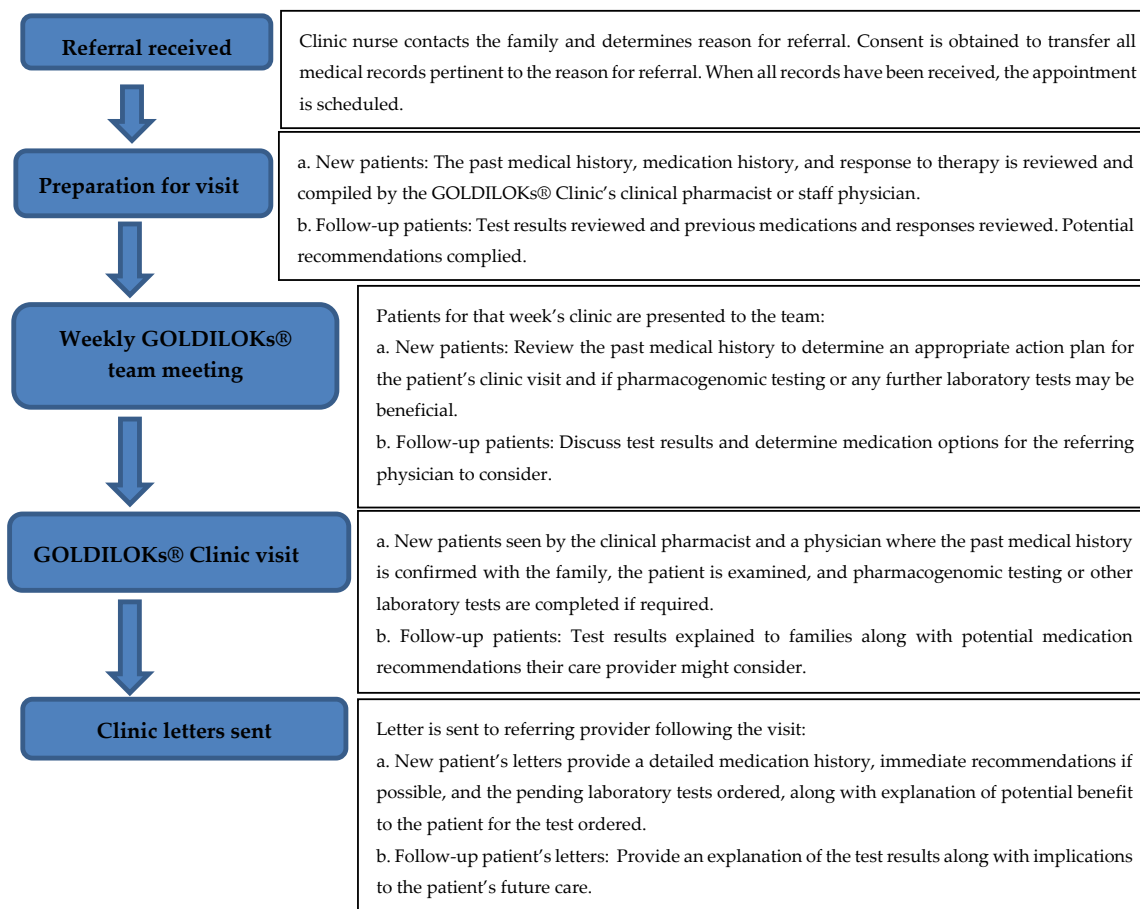 Referral received
Clinic nurse contacts the family and determines reason for referral. Consent is obtained to transfer all
medical records pertinent to the reason for referral. When all records have been received, the appointment
is scheduled.
Preparation for visit
a. New patients: The past medical history, medication history, and response to therapy is reviewed and
compiled by the GOLDILOKs® Clinic’s clinical pharmacist or staff physician.
b. Follow-up patients: Test results reviewed and previous medications and responses reviewed. Potential
recommendations complied.
Weekly GOLDILOKs®
team meeting
Patients for that week’s clinic are presented to the team:
a. New patients: Review the past medical history to determine an appropriate action plan for
the patient’s clinic visit and if pharmacogenomic testing or any further laboratory tests may be
beneficial.
b. Follow-up patients: Discuss test results and determine medication options for the referring
physician to consider.
GOLDILOKs® Clinic visit
a. New patients seen by the clinical pharmacist and a physician where the past medical history
is confirmed with the family, the patient is examined, and pharmacogenomic testing or other
laboratory tests are completed if required.
b. Follow-up patients: Test results explained to families along with potential medication
recommendations their care provider might consider.
Clinic letters sent
Letter is sent to referring provider following the visit:
a. New patient’s letters provide a detailed medication history, immediate recommendations if
possible, and the pending laboratory tests ordered, along with explanation of potential benefit
to the patient for the test ordered.
b. Follow-up patient’s letters: Provide an explanation of the test results along with implications
to the patient’s future care.